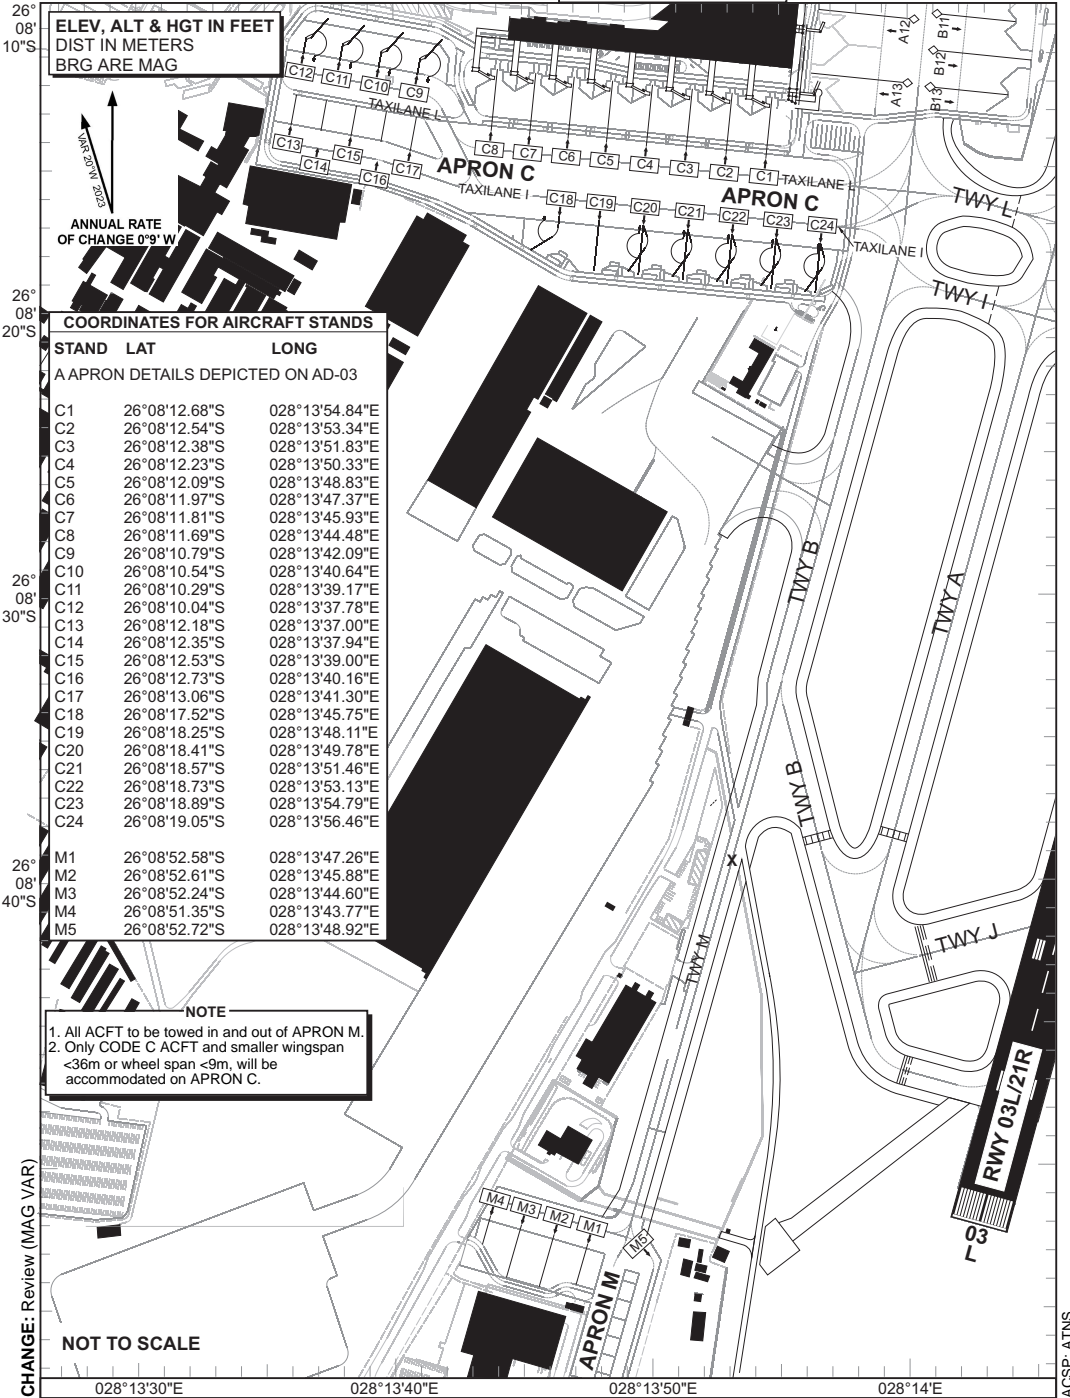 26°
08'
10"S
ELEV, ALT & HGT IN FEET
DIST IN METERS
BRG ARE MAG
VAR 20°W 2023
ANNUAL RATE
OF CHANGE 0°9' W
C12
C11
C10
C9
TAXILANE L
C13
C14
C15
C16
C17
C8
C7
C6
C5
C4
C3
C2
C1
TAXILANE L
APRON C
APRON C
TAXILANE I
C18
C19
C20
C21
C22
C23
C24
TAXILANE I
A12
B11
B12
A13
B13
TWY L
TWY I
26°
08'
20"S
COORDINATES FOR AIRCRAFT STANDS
STAND LAT LONG
A APRON DETAILS DEPICTED ON AD-03
C1 26°08'12.68"S 028°13'54.84"E
C2 26°08'12.54"S 028°13'53.34"E
C3 26°08'12.38"S 028°13'51.83"E
C4 26°08'12.23"S 028°13'50.33"E
C5 26°08'12.09"S 028°13'48.83"E
C6 26°08'11.97"S 028°13'47.37"E
C7 26°08'11.81"S 028°13'45.93"E
C8 26°08'11.69"S 028°13'44.48"E
C9 26°08'10.79"S 028°13'42.09"E
C10 26°08'10.54"S 028°13'40.64"E
C11 26°08'10.29"S 028°13'39.17"E
C12 26°08'10.04"S 028°13'37.78"E
C13 26°08'12.18"S 028°13'37.00"E
C14 26°08'12.35"S 028°13'37.94"E
C15 26°08'12.53"S 028°13'39.00"E
C16 26°08'12.73"S 028°13'40.16"E
C17 26°08'13.06"S 028°13'41.30"E
C18 26°08'17.52"S 028°13'45.75"E
C19 26°08'18.25"S 028°13'48.11"E
C20 26°08'18.41"S 028°13'49.78"E
C21 26°08'18.57"S 028°13'51.46"E
C22 26°08'18.73"S 028°13'53.13"E
C23 26°08'18.89"S 028°13'54.79"E
C24 26°08'19.05"S 028°13'56.46"E
M1 26°08'52.58"S 028°13'47.26"E
M2 26°08'52.61"S 028°13'45.88"E
M3 26°08'52.24"S 028°13'44.60"E
M4 26°08'51.35"S 028°13'43.77"E
M5 26°08'52.72"S 028°13'48.92"E
26°
08'
30"S
26°
08'
40"S
TWY B
TWY A
TWY B
X
TWY M
TWY J
NOTE
1. All ACFT to be towed in and out of APRON M.
2. Only CODE C ACFT and smaller wingspan
<36m or wheel span <9m, will be
accommodated on APRON C.
RWY 03L/21R
03
L
M4
M3
M2
M1
M5
APRON M
NOT TO SCALE
CHANGE: Review (MAG VAR)
ACSP: ATNS
028°13'30"E
028°13'40"E
028°13'50"E
028°14'E